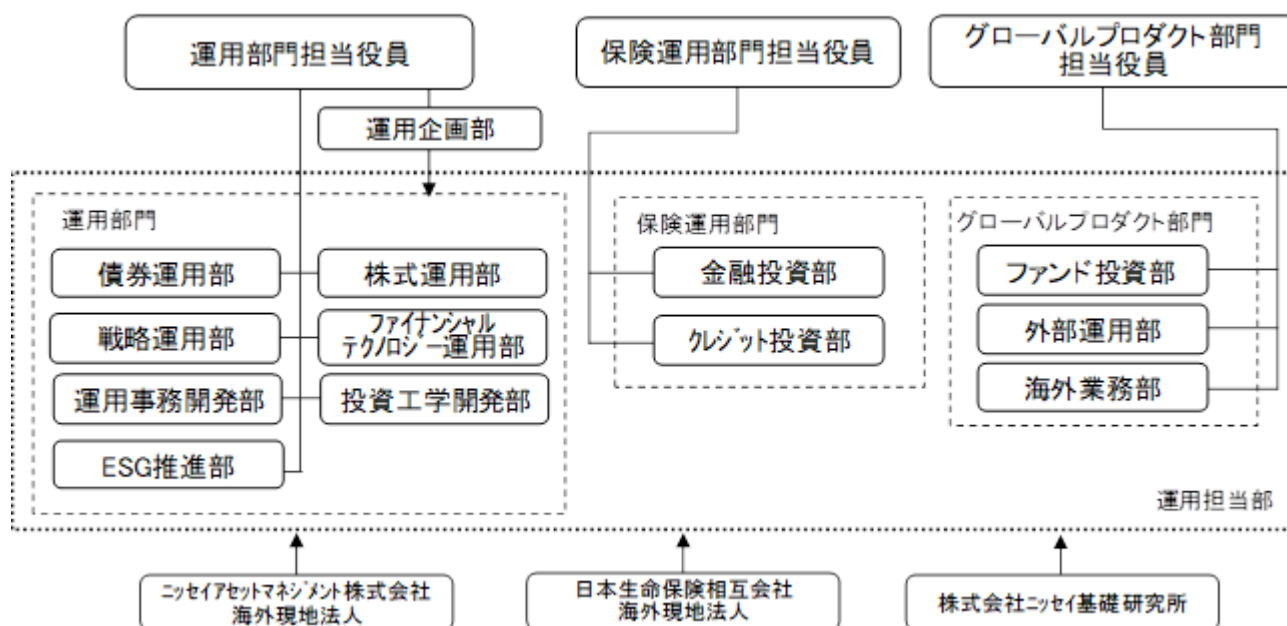 運用部門担当役員
保険運用部門担当役員
グローバルプロダクト部門
担当役員
運用企画部
運用部門
債券運用部
株式運用部
戦略運用部
ファイナンシャル
テクノロジー運用部
運用事務開発部
投資工学開発部
ESG推進部
保険運用部門
金融投資部
クレジット投資部
グローバルプロダクト部門
ファンド投資部
外部運用部
海外業務部
運用担当部
ニッセイアセットマネジメント株式会社
海外現地法人
日本生命保険相互会社
海外現地法人
株式会社ニッセイ基礎研究所